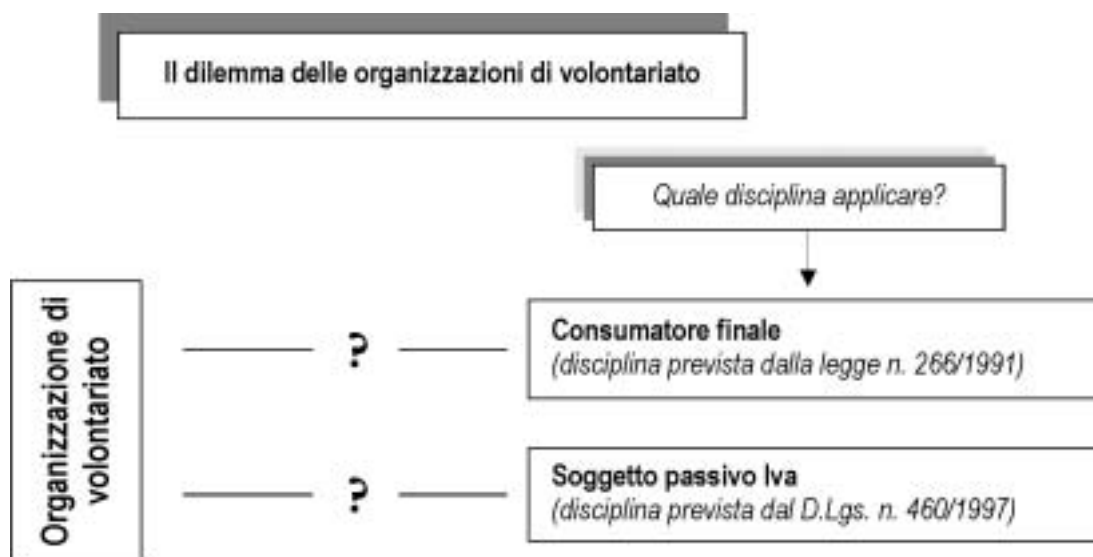 Il dilemma delle organizzazioni di volontariato
Quale disciplina applicare?
Organizzazione di
volontariato
?
Consumatore finale
(disciplina prevista dalla legge n. 266/1991)
?
Soggetto passivo Iva
(disciplina prevista dal D.Lgs. n. 460/1997)